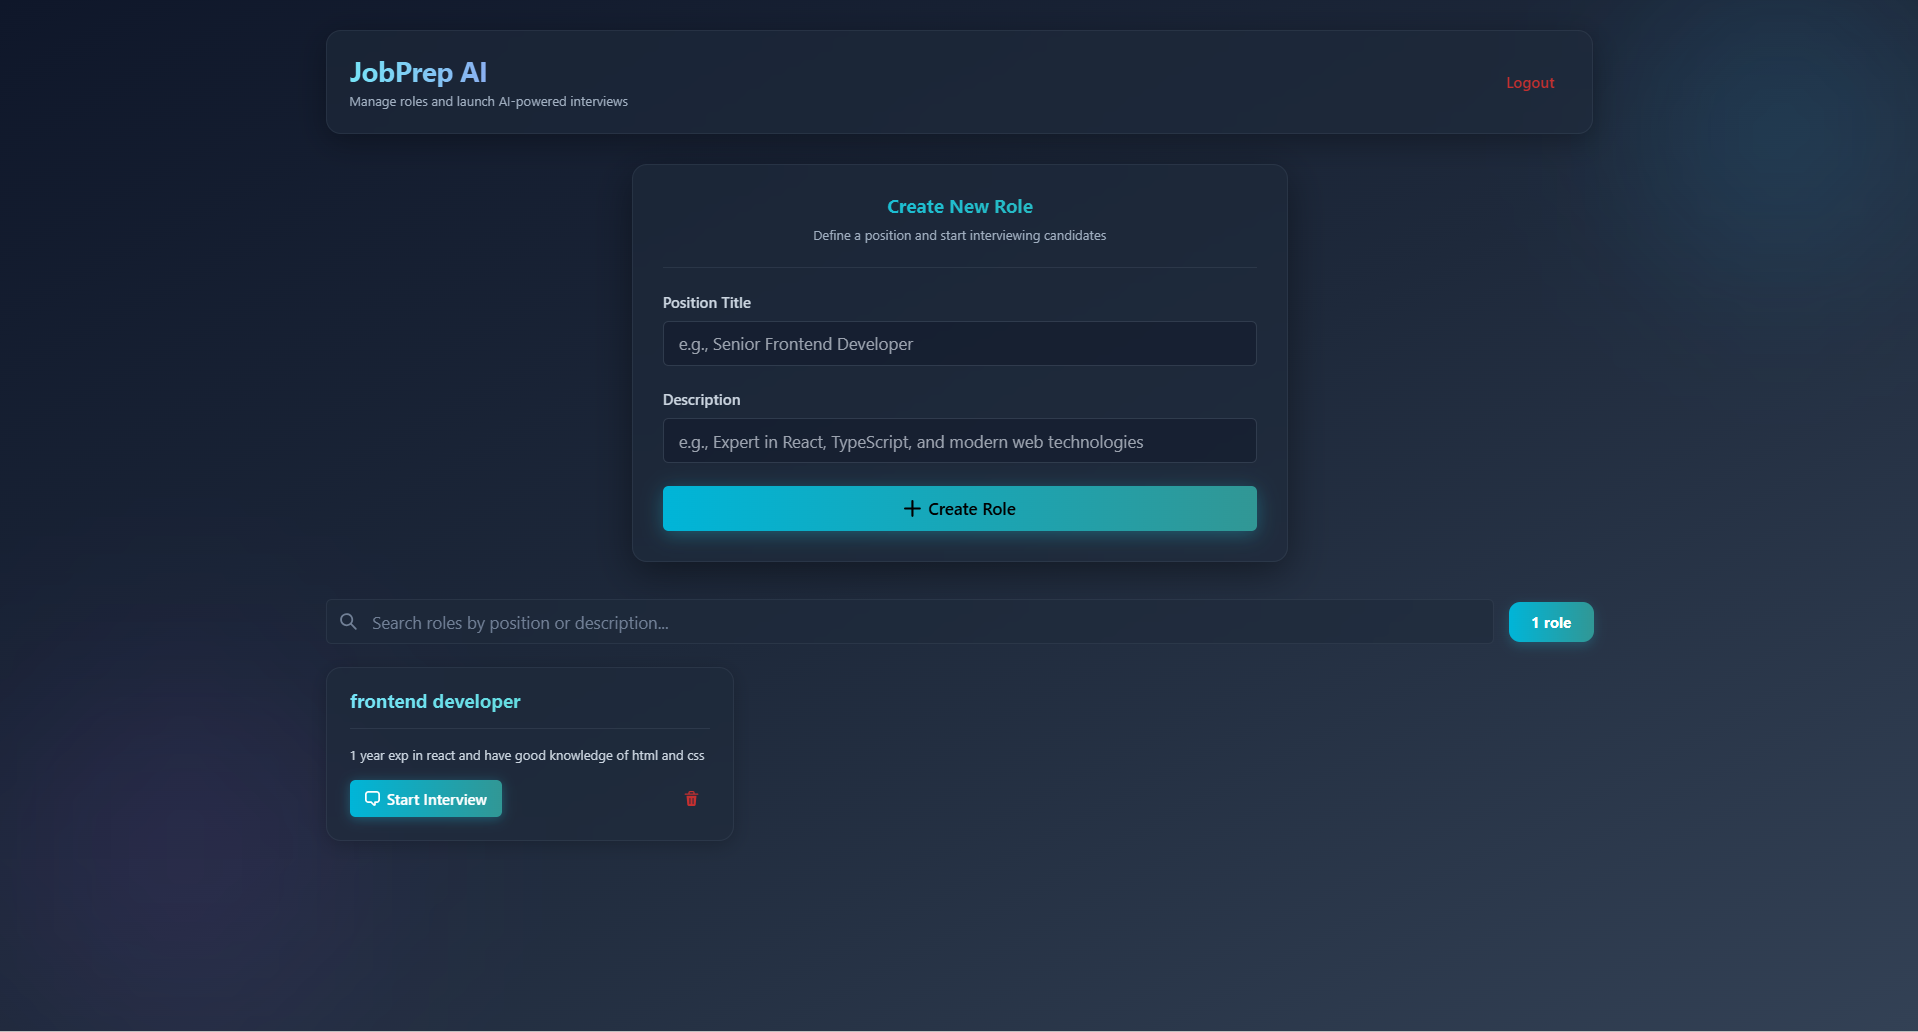 JobPrep AI
Manage roles and launch AI-powered interviews
Logout
Create New Role
Define a position and start interviewing candidates
Position Title
e.g., Senior Frontend Developer
Description
e.g., Expert in React, TypeScript, and modern web technologies
Create Role
Search roles by position or description...
1 role
frontend developer
1 year exp in react and have good knowledge of html and css
Start Interview